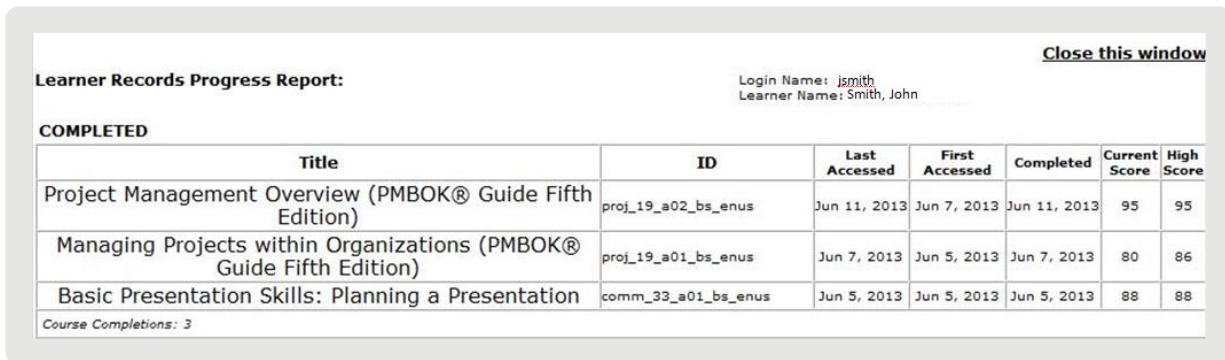 Close this window
Learner Records Progress Report:
Login Name: jsmith
Learner Name: Smith, John
COMPLETED
Title ID Last Accessed First Accessed Completed Current Score High Score
Project Management Overview (PMBOK® Guide Fifth Edition) proj_19_a02_bs_enus Jun 11, 2013 Jun 7, 2013 Jun 11, 2013 95 95
Managing Projects within Organizations (PMBOK® Guide Fifth Edition) proj_19_a01_bs_enus Jun 7, 2013 Jun 5, 2013 Jun 7, 2013 80 86
Basic Presentation Skills: Planning a Presentation comm_33_a01_bs_enus Jun 5, 2013 Jun 5, 2013 Jun 5, 2013 88 88
Course Completions: 3